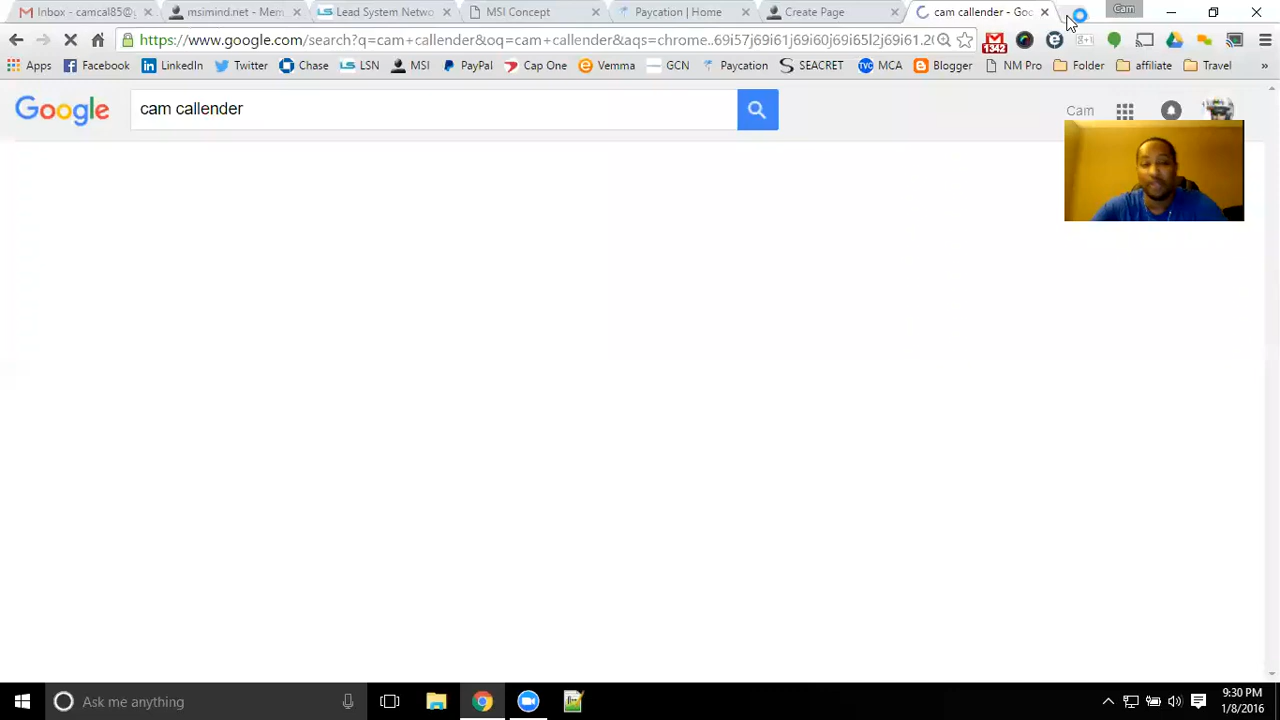 Inbox - camcal85@g
msimind.net - Mem
Lead System Netwo
MSI Concept
Paycation | Home
Create Page
cam callender - Goo
Cam
https://www.google.com/search?q=cam+callender&oq=cam+callender&aqs=chrome..69i57j69i61j69i60j69i65l2j69i61.20
1342
Apps
Facebook
LinkedIn
Twitter
Chase
LSN
MSI
PayPal
Cap One
Vemma
GCN
Paycation
SEACRET
MCA
Blogger
NM Pro
Folder
affiliate
Travel
»
Google
cam callender
Cam
Ask me anything
9:30 PM
1/8/2016